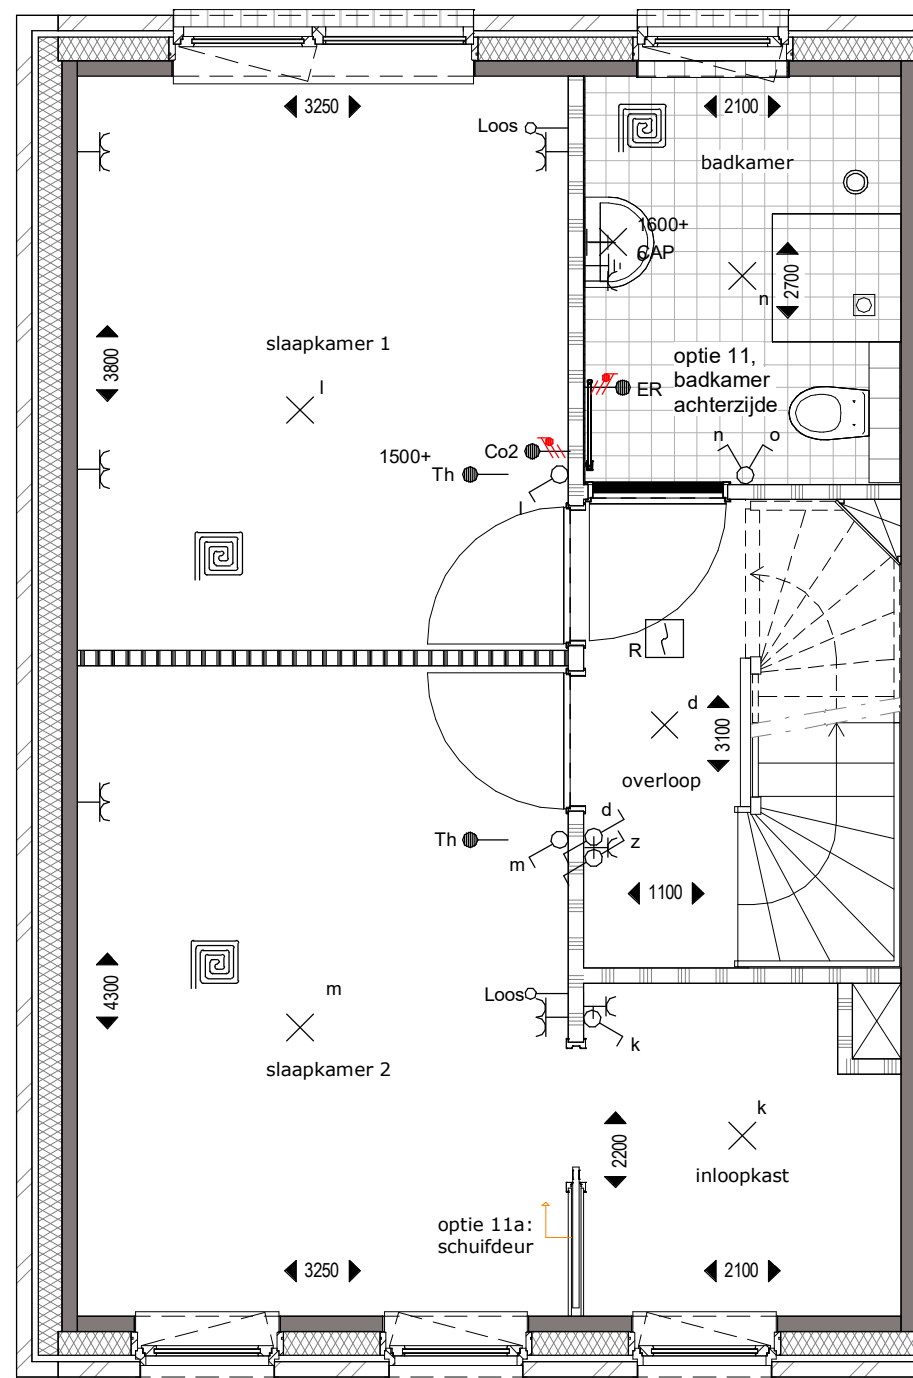 3250
2100
Loos
badkamer
1600+
CAP
2700
n
slaapkamer 1
3800
l
optie 11,
badkamer
achterzijde
ER
n
o
Co2
1500+
Th
l
R
d
3100
overloop
d
z
Th
m
1100
4300
m
Loos
k
slaapkamer 2
k
2200
inloopkast
optie 11a:
schuifdeur
3250
2100